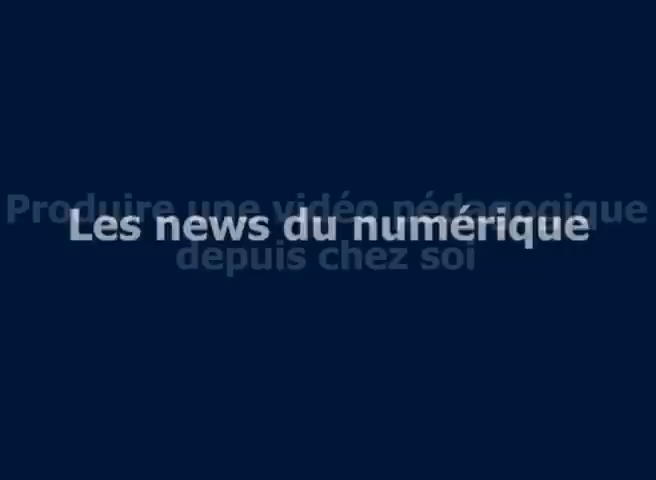 Produire une vidéo pédagogique
Les news du numérique
depuis chez soi